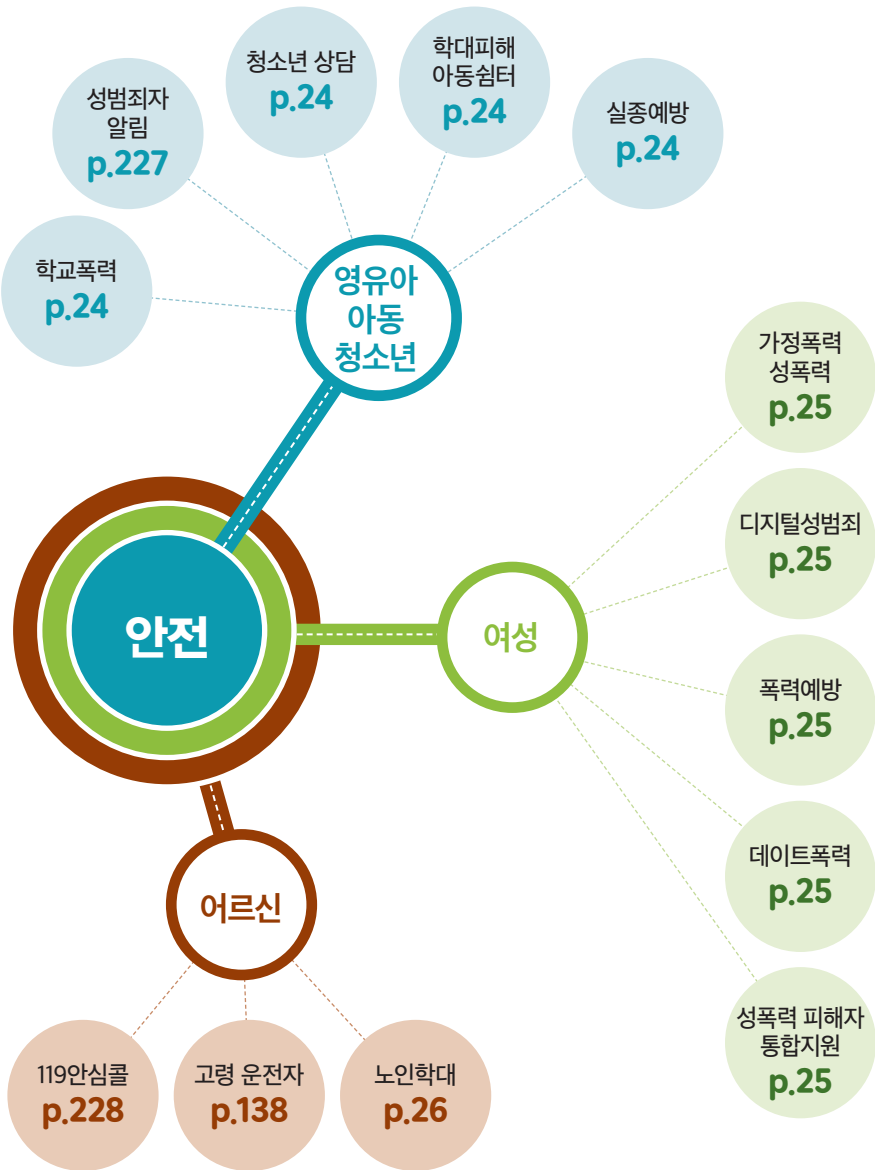 청소년 상담
p.24
학대피해
아동쉼터
p.24
성범죄자
알림
p.227
실종예방
p.24
학교폭력
p.24
영유아
아동
청소년
가정폭력
성폭력
p.25
디지털성범죄
p.25
안전
여성
폭력예방
p.25
데이트폭력
p.25
성폭력 피해자
통합지원
p.25
어르신
119안심콜
p.228
고령 운전자
p.138
노인학대
p.26